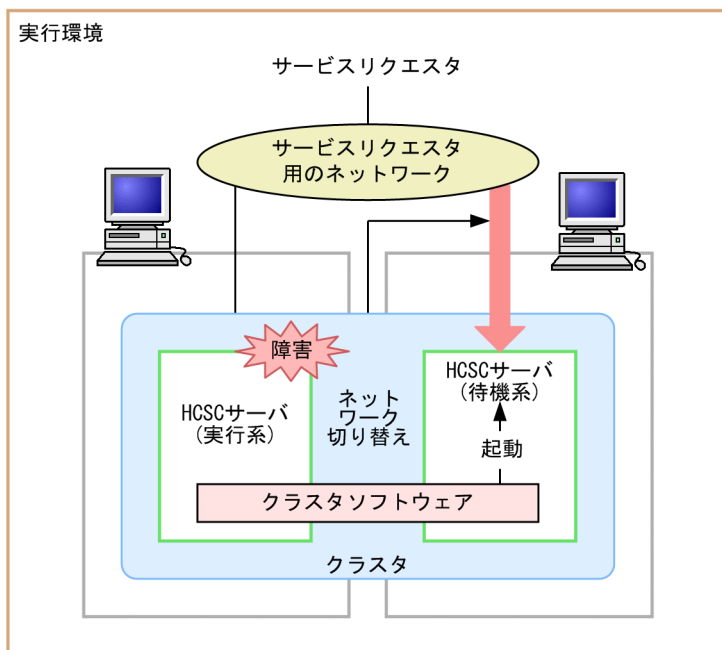 実行環境
サービスリクエスタ
サービスリクエスタ
用のネットワーク
障害
HCSCサーバ
(実行系)
ネット
ワーク
切り替え
HCSCサーバ
(待機系)
起動
クラスタソフトウェア
クラスタ